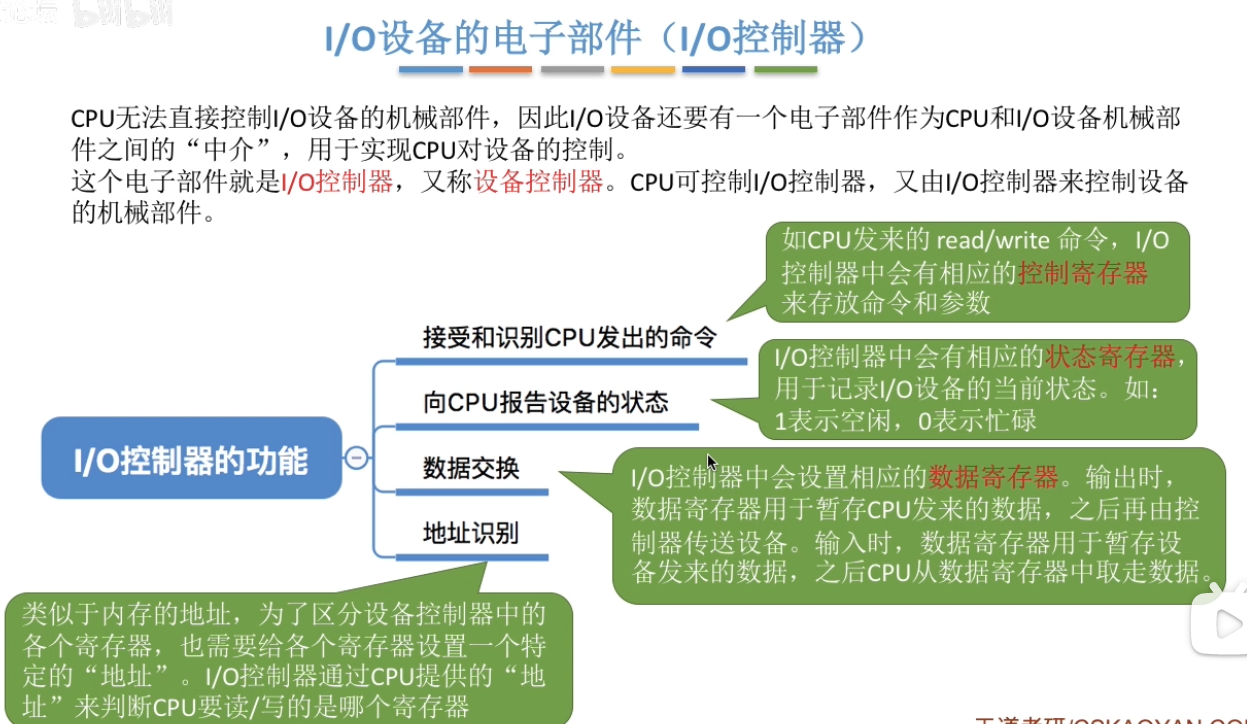 I/O设备的电子部件（I/O控制器）
CPU无法直接控制I/O设备的机械部件，因此I/O设备还要有一个电子部件作为CPU和I/O设备机械部
件之间的“中介”，用于实现CPU对设备的控制。
这个电子部件就是I/O控制器，又称设备控制器。CPU可控制I/O控制器，又由I/O控制器来控制设备
的机械部件。
如CPU发来的 read/write 命令，I/O
控制器中会有相应的控制寄存器
来存放命令和参数
接受和识别CPU发出的命令
I/O控制器中会有相应的状态寄存器，
用于记录I/O设备的当前状态。如：
1表示空闲，0表示忙碌
向CPU报告设备的状态
I/O控制器的功能
数据交换
I/O控制器中会设置相应的数据寄存器。输出时，
数据寄存器用于暂存CPU发来的数据，之后再由控
制器传送设备。输入时，数据寄存器用于暂存设
备发来的数据，之后CPU从数据寄存器中取走数据。
地址识别
类似于内存的地址，为了区分设备控制器中的
各个寄存器，也需要给各个寄存器设置一个特
定的“地址”。I/O控制器通过CPU提供的“地
址”来判断CPU要读/写的是哪个寄存器